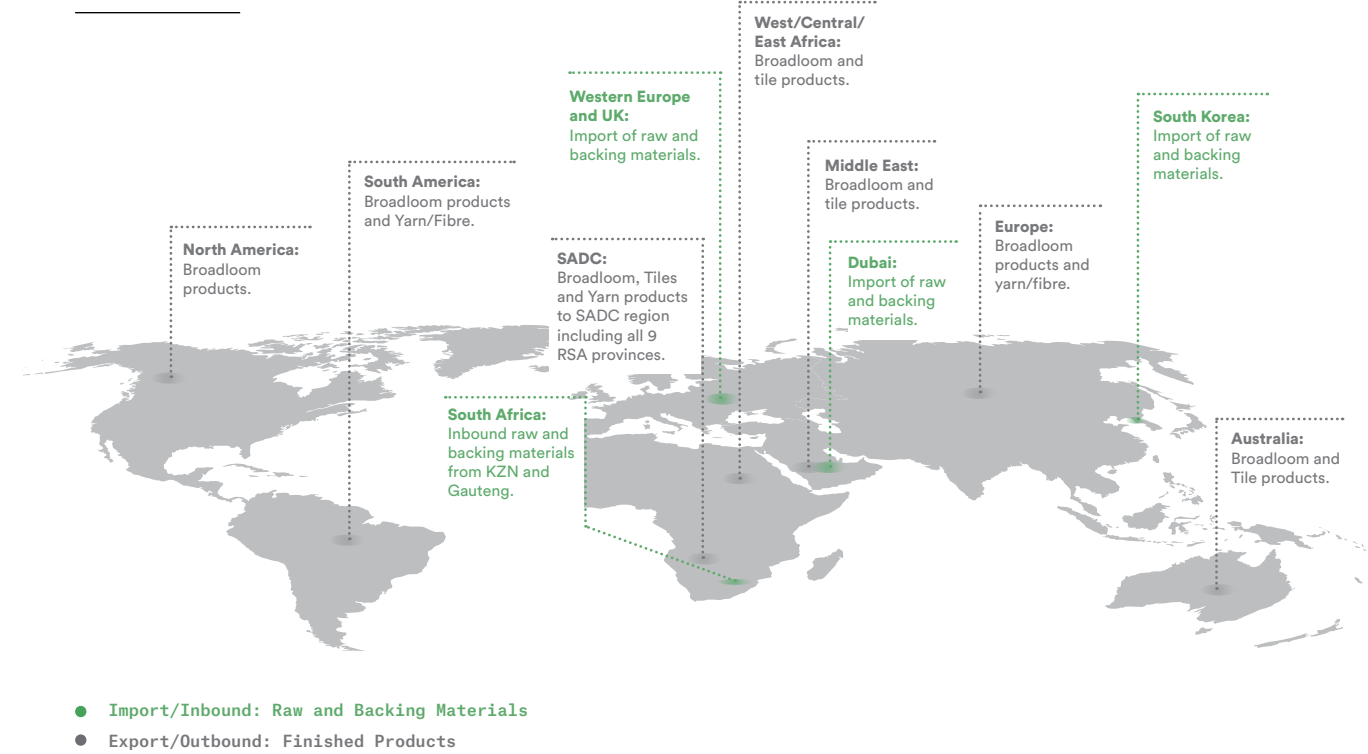 West/Central/
East Africa:
Broadloom and
tile products.
Western Europe
and UK:
Import of raw and
backing materials.
South Korea:
Import of raw
and backing
materials.
Middle East:
Broadloom and
tile products.
South America:
Broadloom products
and Yarn/Fibre.
Europe:
Broadloom
products and
yarn/fibre.
North America:
Broadloom
products.
SADC:
Broadloom, Tiles
and Yarn products
to SADC region
including all 9
RSA provinces.
Dubai:
Import of raw
and backing
materials.
South Africa:
Inbound raw and
backing materials
from KZN and
Gauteng.
Australia:
Broadloom and
Tile products.
Import/Inbound: Raw and Backing Materials
Export/Outbound: Finished Products